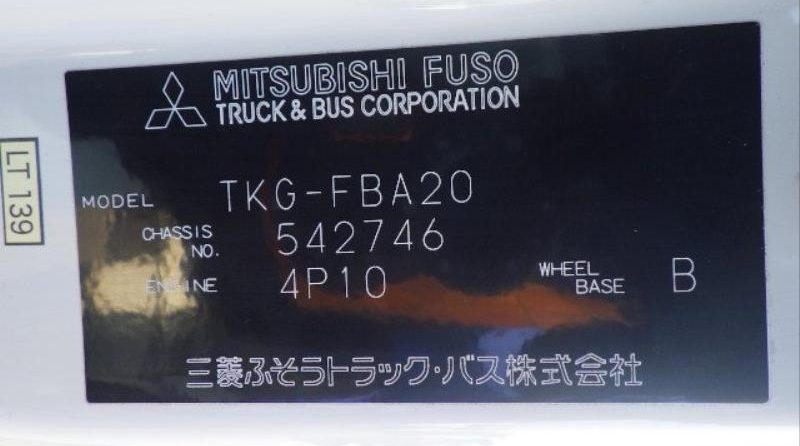 MITSUBISHI FUSO
TRUCK & BUS CORPORATION
LT 139
MODEL TKG-FBA20
CHASSIS NO. 542746
ENGINE 4P10 WHEEL BASE B
三菱ふそうトラック・バス株式会社